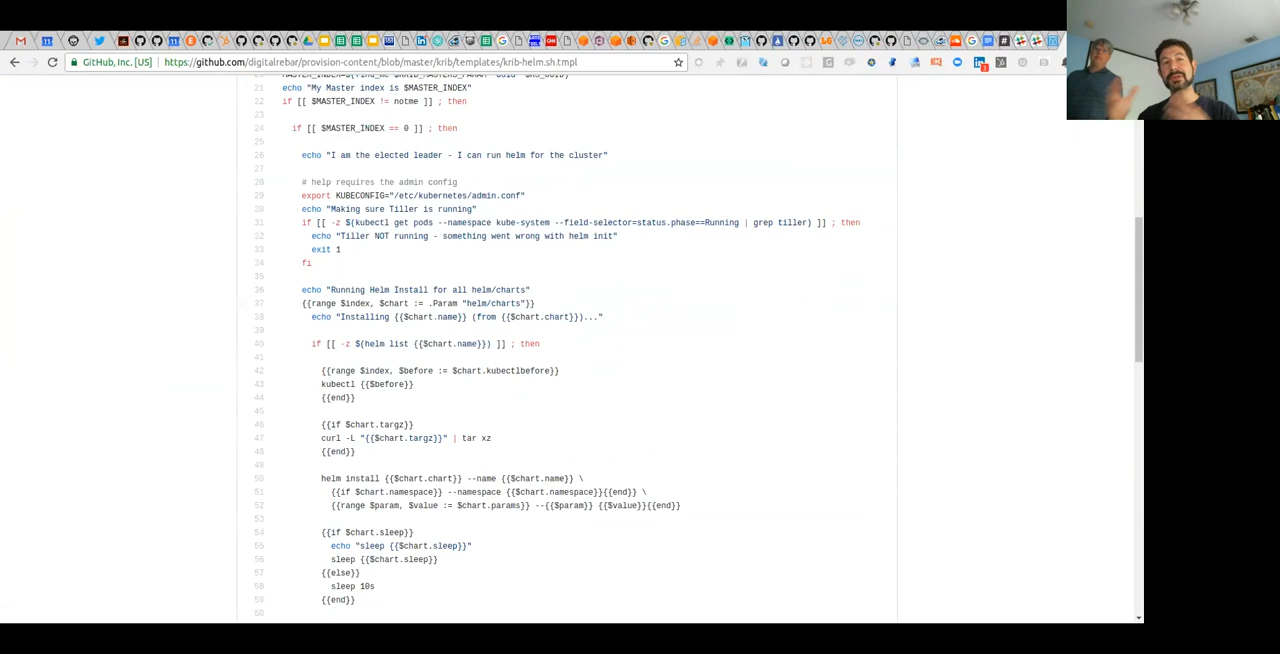 GitHub, Inc. [US] | https://github.com/digitalrebar/provision-content/blob/master/krib/templates/krib-helm.sh.tmpl
21 echo "My Master index is $MASTER_INDEX"
22 if [[ $MASTER_INDEX != notme ]] ; then
23
24 if [[ $MASTER_INDEX == 0 ]] ; then
25
26 echo "I am the elected leader - I can run helm for the cluster"
27
28 # help requires the admin config
29 export KUBECONFIG="/etc/kubernetes/admin.conf"
30 echo "Making sure Tiller is running"
31 if [[ -z $(kubectl get pods --namespace kube-system --field-selector=status.phase==Running | grep tiller) ]] ; then
32 echo "Tiller NOT running - something went wrong with helm init"
33 exit 1
34 fi
35
36 echo "Running Helm Install for all helm/charts"
37 {{range $index, $chart := .Param "helm/charts"}}
38 echo "Installing {{$chart.name}} (from {{$chart.chart}})..."
39
40 if [[ -z $(helm list {{$chart.name}}) ]] ; then
41
42 {{range $index, $before := $chart.kubectlbefore}}
43 kubectl {{$before}}
44 {{end}}
45
46 {{if $chart.targz}}
47 curl -L "{{$chart.targz}}" | tar xz
48 {{end}}
49
50 helm install {{$chart.chart}} --name {{$chart.name}} \
51 {{if $chart.namespace}} --namespace {{$chart.namespace}}{{end}} \
52 {{range $param, $value := $chart.params}} --{{$param}} {{$value}}{{end}}
53
54 {{if $chart.sleep}}
55 echo "sleep {{$chart.sleep}}"
56 sleep {{$chart.sleep}}
57 {{else}}
58 sleep 10s
59 {{end}}
60